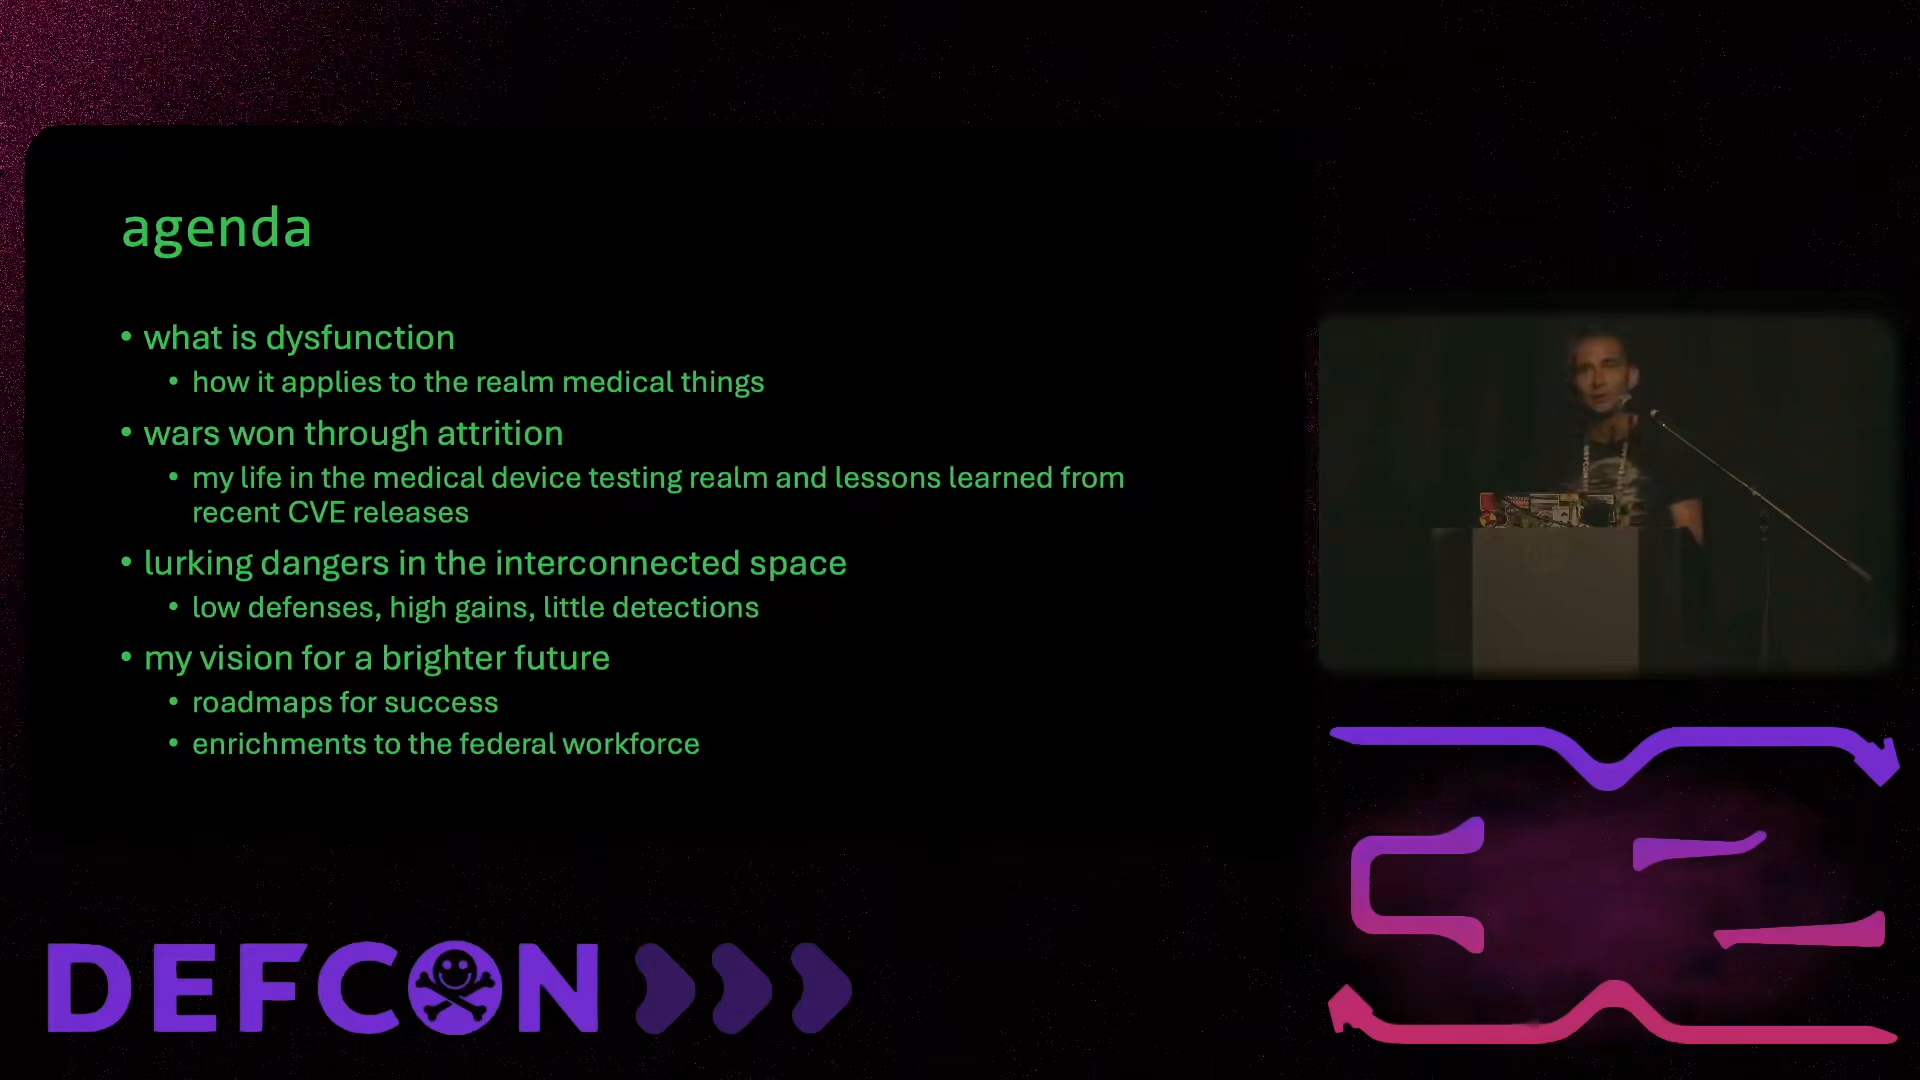 agenda
• what is dysfunction
• how it applies to the realm medical things
• wars won through attrition
• my life in the medical device testing realm and lessons learned from
recent CVE releases
• lurking dangers in the interconnected space
• low defenses, high gains, little detections
• my vision for a brighter future
• roadmaps for success
• enrichments to the federal workforce
DEFCON